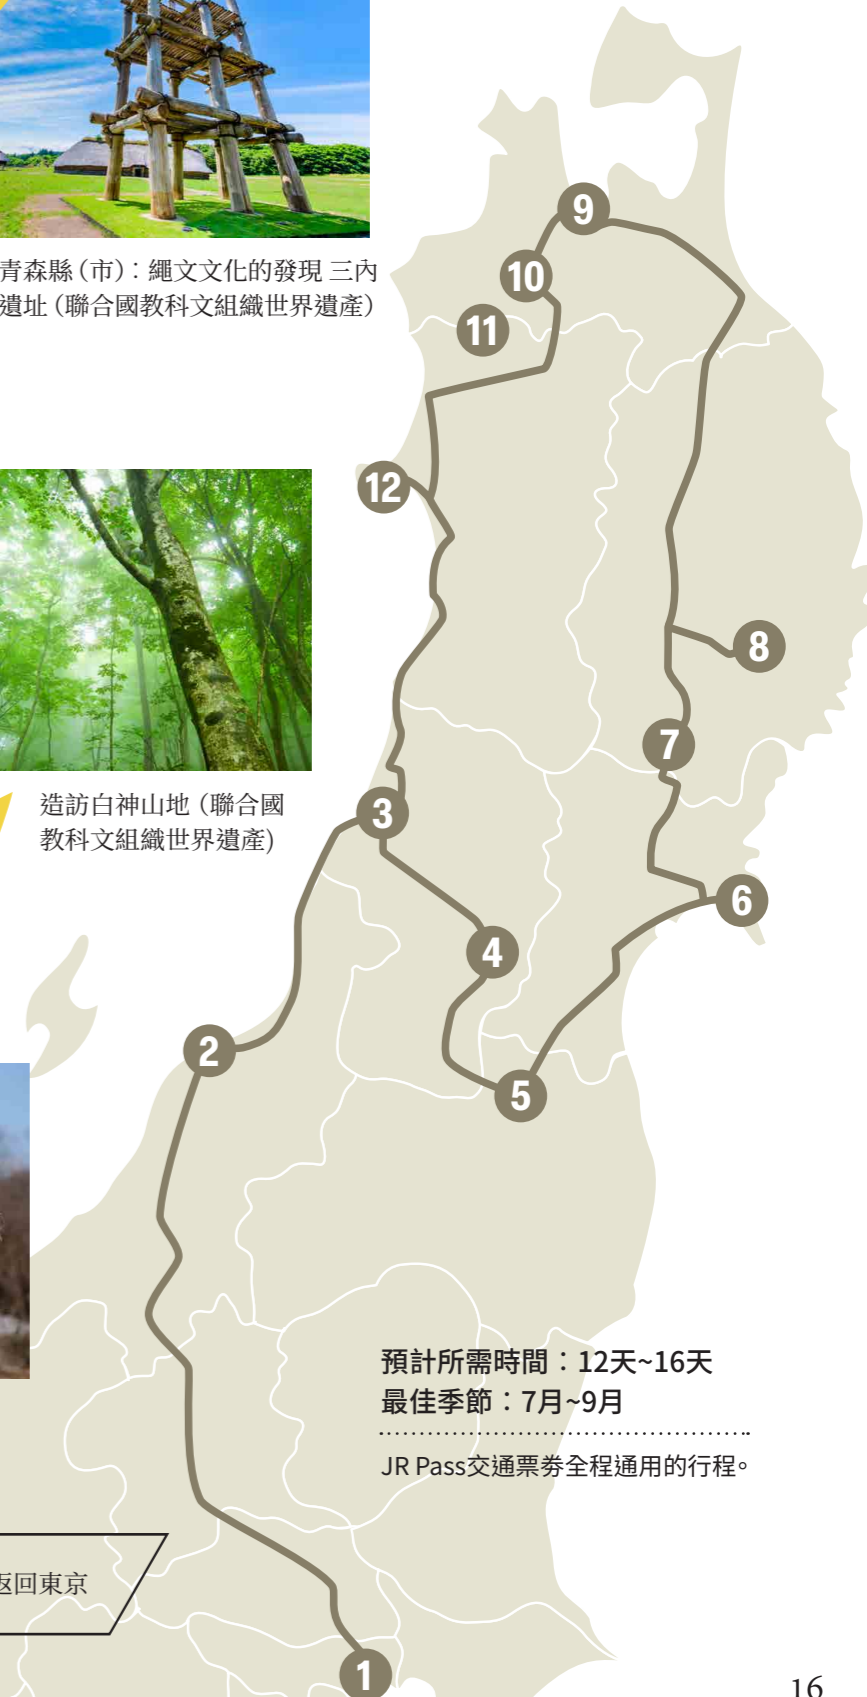 青森縣（市）：繩文文化的發現 三內
遺址（聯合國教科文組織世界遺產）
9
10
11
12
8
7
造訪白神山地（聯合國
教科文組織世界遺產)
3
6
4
2
5
預計所需時間：12天~16天
最佳季節：7月~9月
JR Pass交通票券全程通用的行程。
返回東京
1
16